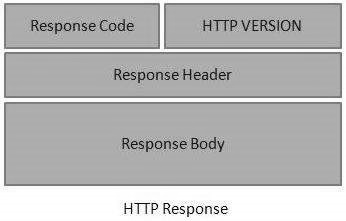 Response Code
HTTP VERSION
Response Header
Response Body
HTTP Response